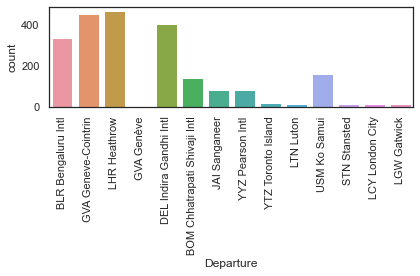 400
200
0
count
BLR Bengaluru Intl
GVA Geneve-Cointrin
LHR Heathrow
GVA Genève
DEL Indira Gandhi Intl
BOM Chhatrapati Shivaji Intl
JAI Sanganeer
YYZ Pearson Intl
YTZ Toronto Island
LTN Luton
USM Ko Samui
STN Stansted
LCY London City
LGW Gatwick
Departure